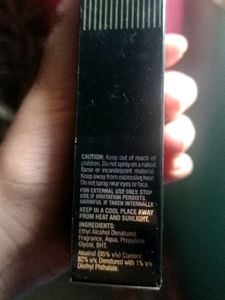 CAUTION: Keep out of reach of
children. Do not spray on a naked
flame or incandescent material.
Keep away from excessive heat.
Do not spray near eyes or face.
FOR EXTERNAL USE ONLY. STOP
USE IF IRRITATION PERSISTS.
HARMFUL IF TAKEN INTERNALLY.
KEEP IN A COOL PLACE AWAY
FROM HEAT AND SUNLIGHT.
INGREDIENTS:
Ethyl Alcohol Denatured,
Fragrance, Aqua, Propylene
Glycol, BHT.
Alcohol (95% v/v) Content:
82% v/v. Denatured with 1% v/v
Diethyl Phthalate.